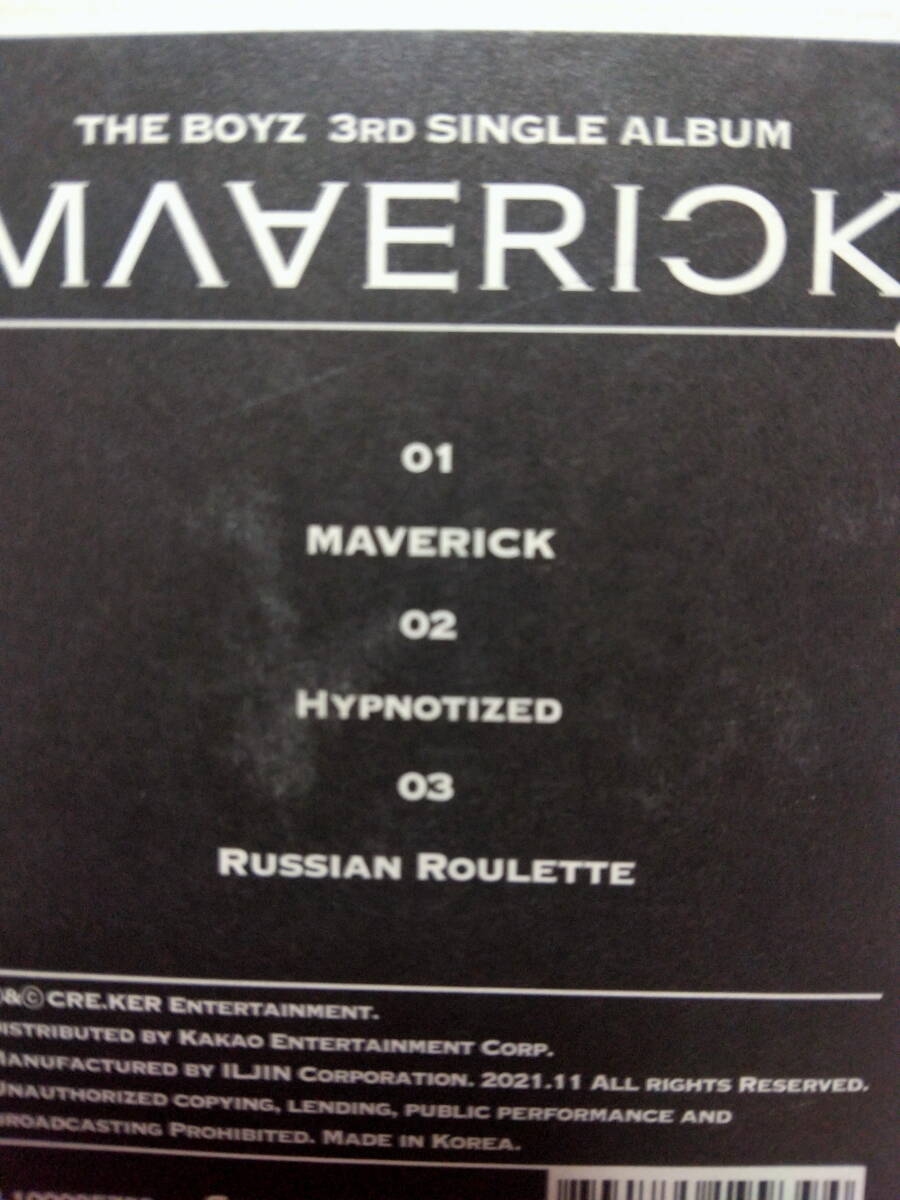 THE BOYZ 3RD SINGLE ALBUM
MAVERICK
01
MAVERICK
02
HYPNOTIZED
03
RUSSIAN ROULETTE
&© CRE.KER ENTERTAINMENT.
DISTRIBUTED BY KAKAO ENTERTAINMENT CORP.
MANUFACTURED BY ILJIN CORPORATION. 2021.11 ALL RIGHTS RESERVED.
UNAUTHORIZED COPYING, LENDING, PUBLIC PERFORMANCE AND
BROADCASTING PROHIBITED. MADE IN KOREA.